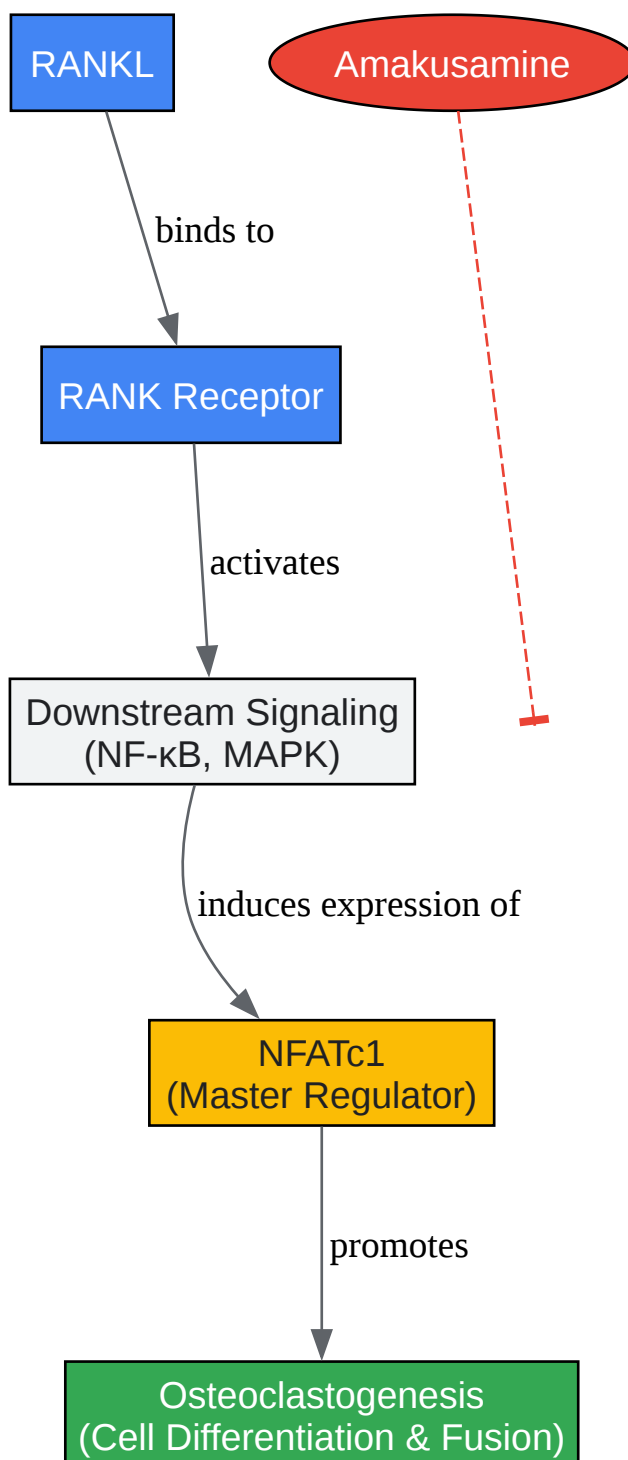 RANKL
Amakusamine
binds to
RANK Receptor
activates
Downstream Signaling
(NF-κB, MAPK)
induces expression of
NFATc1
(Master Regulator)
promotes
Osteoclastogenesis
(Cell Differentiation & Fusion)